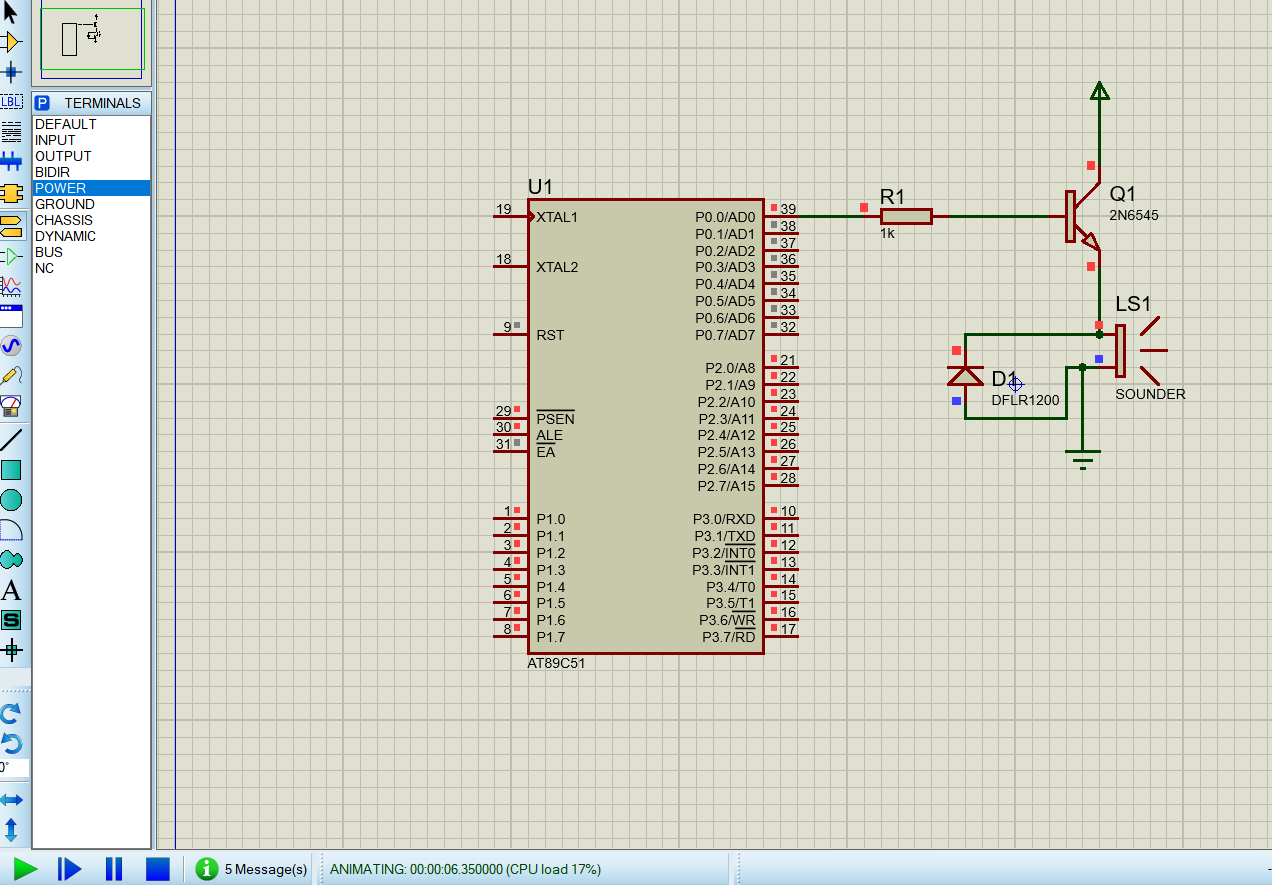 LBL
P TERMINALS
DEFAULT
INPUT
OUTPUT
BIDIR
POWER
GROUND
CHASSIS
DYNAMIC
BUS
NC
A
S
0°
U1
19 XTAL1
18 XTAL2
9 RST
29 PSEN
30 ALE
31 EA
1 P1.0
2 P1.1
3 P1.2
4 P1.3
5 P1.4
6 P1.5
7 P1.6
8 P1.7
P0.0/AD0 39
P0.1/AD1 38
P0.2/AD2 37
P0.3/AD3 36
P0.4/AD4 35
P0.5/AD5 34
P0.6/AD6 33
P0.7/AD7 32
P2.0/A8 21
P2.1/A9 22
P2.2/A10 23
P2.3/A11 24
P2.4/A12 25
P2.5/A13 26
P2.6/A14 27
P2.7/A15 28
P3.0/RXD 10
P3.1/TXD 11
P3.2/INT0 12
P3.3/INT1 13
P3.4/T0 14
P3.5/T1 15
P3.6/WR 16
P3.7/RD 17
AT89C51
R1
1k
Q1
2N6545
LS1
SOUNDER
D1
DFLR1200
5 Message(s)
ANIMATING: 00:00:06.350000 (CPU load 17%)